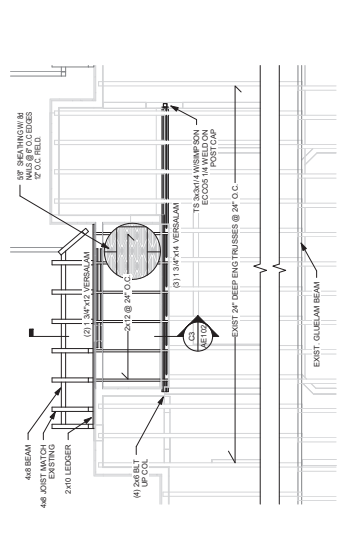 4x8 BEAM
4x8 JOIST MATCH
EXISTING
2x10 LEDGER
(4) 2x6 BLT
UP COL
5/8" SHEATHING W/ 8d
NAILS @ 6" O.C EDGES
12" O.C. FIELD.
(2) 1 3/4"x12 VERSALAM
2x12 @ 24" O.C.
(3) 1 3/4"x14 VERSALAM
C3
AE102
TS 3x3x1/4 W/SIMPSON
ECCO5 1/4 WELD ON
POST CAP
EXIST 24" DEEP ENG TRUSSES @ 24" O.C.
EXIST. GLUELAM BEAM